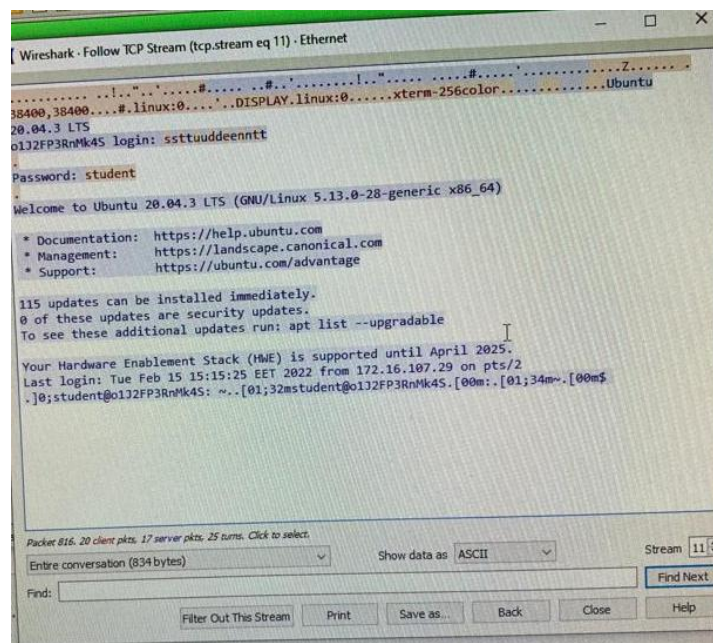 Wireshark · Follow TCP Stream (tcp.stream eq 11) · Ethernet
.......... ..!.."..'.....#..... ..#..'........!..".... .....#.....'.............Z...... .
38400,38400....#.linux:0....'..DISPLAY.linux:0......xterm-256color..............Ubuntu
20.04.3 LTS
o1J2FP3RnMk4S login: ssttuuddeenntt
.
Password: student
.
Welcome to Ubuntu 20.04.3 LTS (GNU/Linux 5.13.0-28-generic x86_64)
* Documentation: https://help.ubuntu.com
* Management: https://landscape.canonical.com
* Support: https://ubuntu.com/advantage
115 updates can be installed immediately.
0 of these updates are security updates.
To see these additional updates run: apt list --upgradable
Your Hardware Enablement Stack (HWE) is supported until April 2025.
Last login: Tue Feb 15 15:15:25 EET 2022 from 172.16.107.29 on pts/2
.]0;student@o1J2FP3RnMk4S: ~..[01;32mstudent@o1J2FP3RnMk4S.[00m:.[01;34m~.[00m$
Packet 816. 20 client pkts, 17 server pkts, 25 turns. Click to select.
Entire conversation (834 bytes)
Show data as ASCII
Stream 11
Find:
Find Next
Filter Out This Stream
Print
Save as...
Back
Close
Help